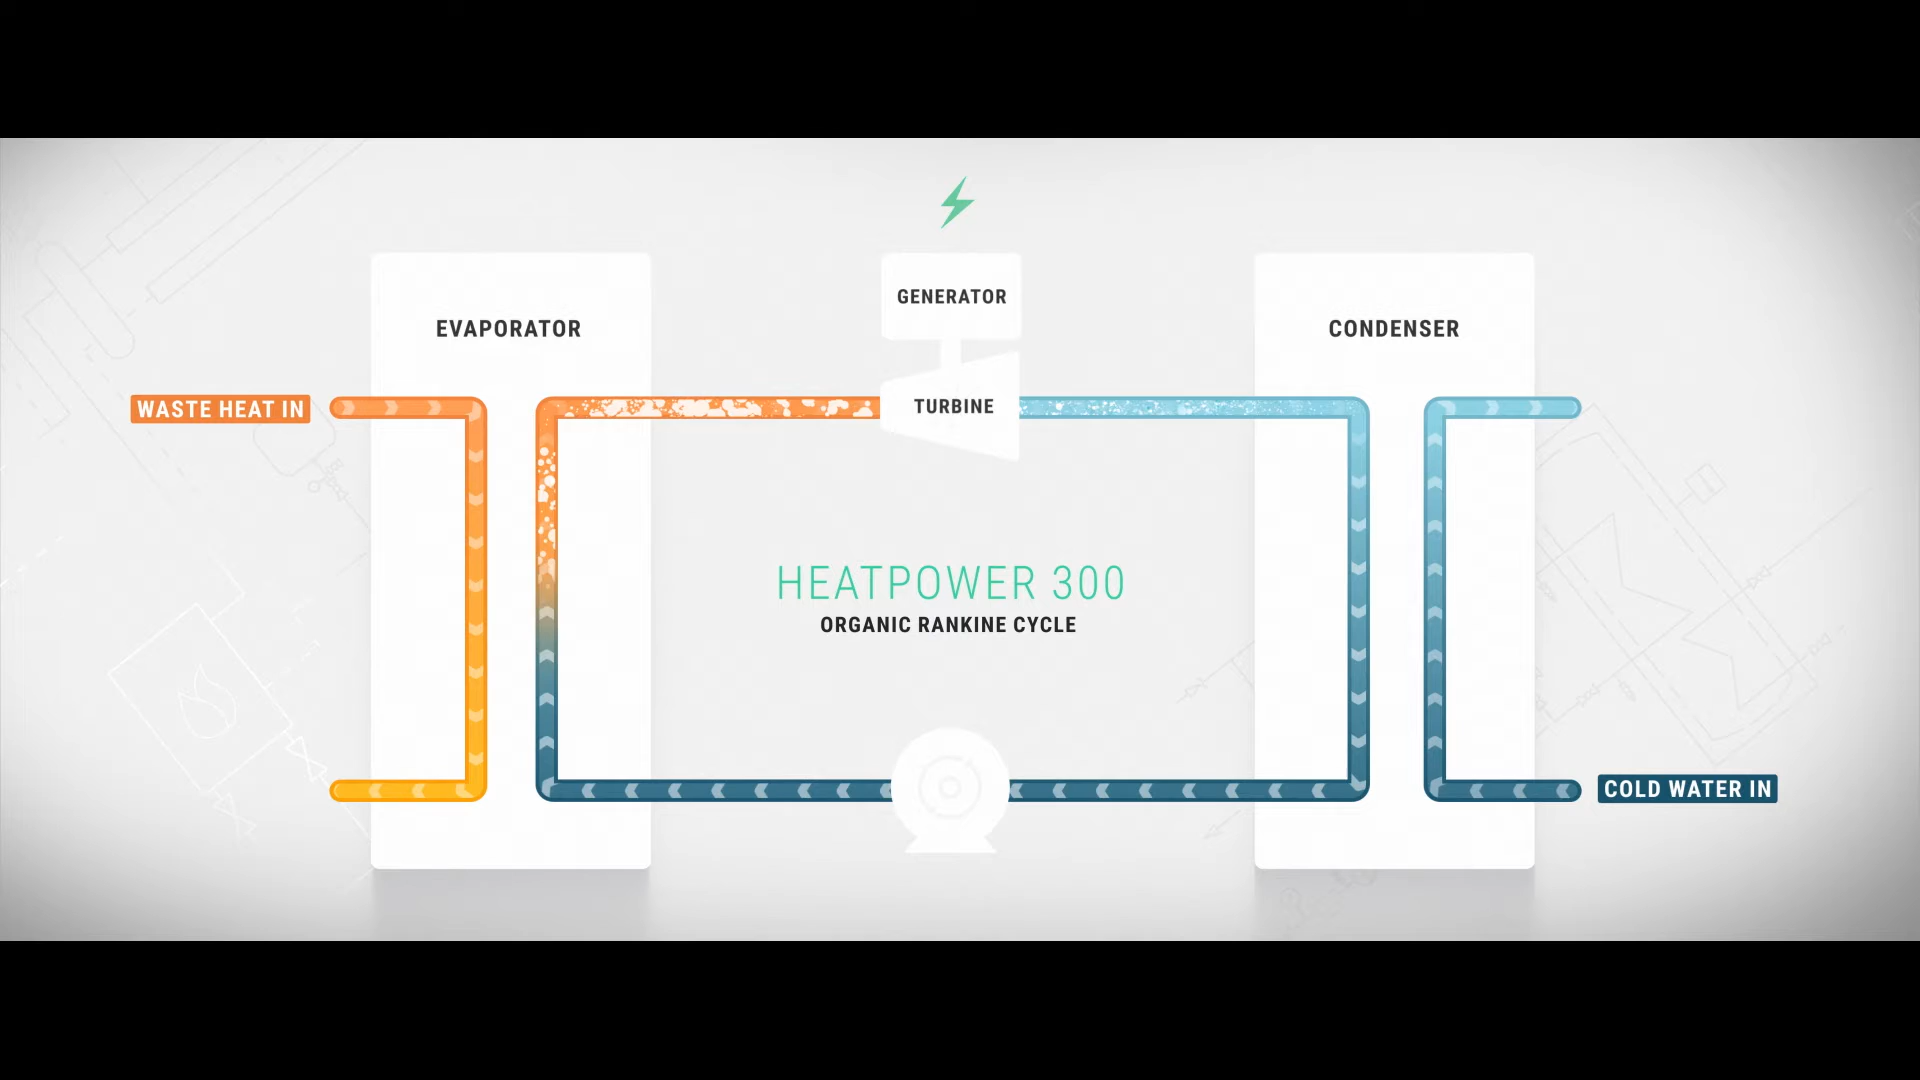 GENERATOR
EVAPORATOR
CONDENSER
WASTE HEAT IN
TURBINE
HEATPOWER 300
ORGANIC RANKINE CYCLE
COLD WATER IN